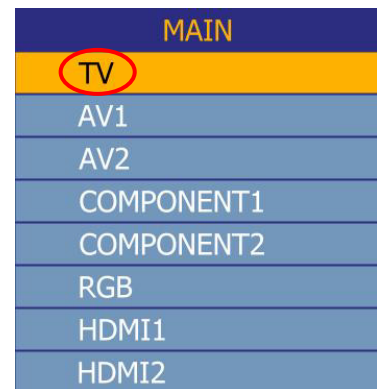 MAIN
TV
AV1
AV2
COMPONENT1
COMPONENT2
RGB
HDMI1
HDMI2